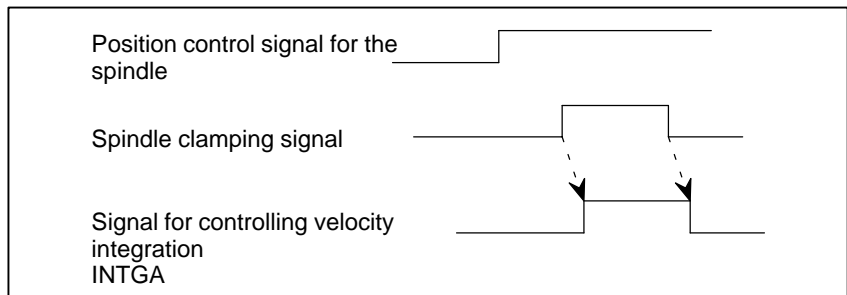 Position control signal for the
spindle
Spindle clamping signal
Signal for controlling velocity
integration
INTGA